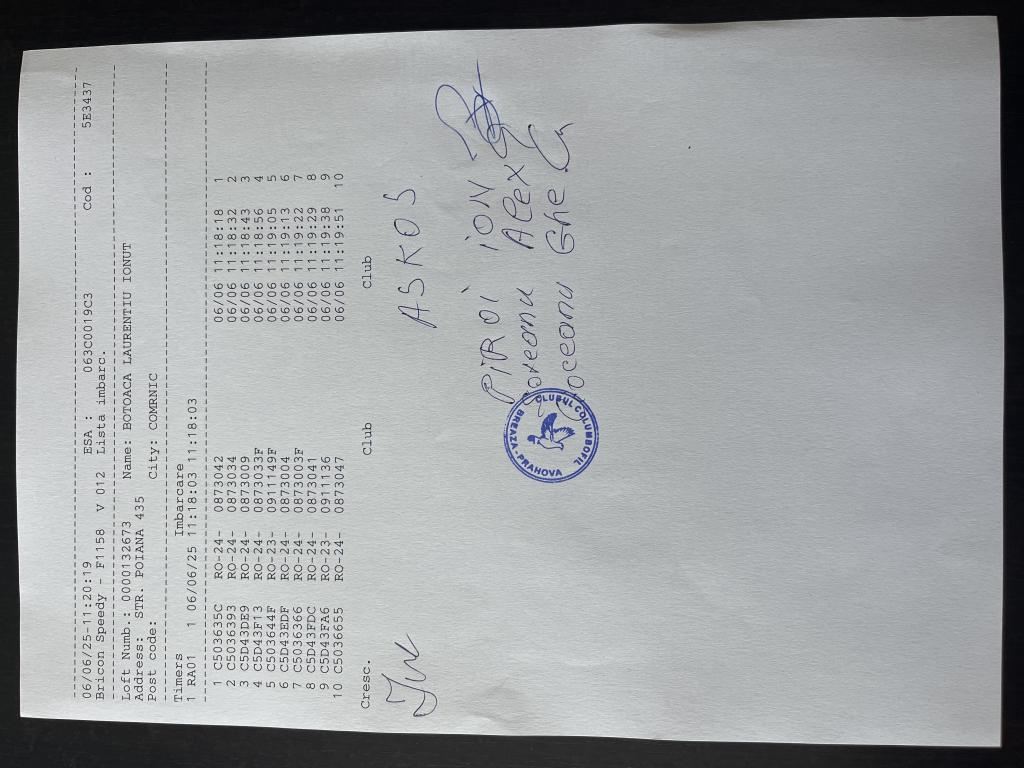 06/06/25-11:20:19 ESA : 063C0019C3 Cod : 5E3437
Bricon Speedy - F1158 V 012 Lista imbarc.
Loft Numb.: 0000132673 Name: BOTOACA LAURENTIU IONUT
Address: STR. POIANA 435
Post code: City: COMRNIC
Timers Imbarcare
1 RA01 1 06/06/25 11:18:03 11:18:03
1 C503635C RO-24- 0873042 06/06 11:18:18 1
2 C5036393 RO-24- 0873034 06/06 11:18:32 2
3 C5D43DE9 RO-24- 0873009 06/06 11:18:43 3
4 C5D43F13 RO-24- 0873033F 06/06 11:18:56 4
5 C503644F RO-23- 0911149F 06/06 11:19:05 5
6 C5D43EDF RO-24- 0873004 06/06 11:19:13 6
7 C5036366 RO-24- 0873003F 06/06 11:19:22 7
8 C5D43FDC RO-24- 0873041 06/06 11:19:29 8
9 C5D43FA6 RO-23- 0911136 06/06 11:19:38 9
10 C5036655 RO-24- 0873047 06/06 11:19:51 10
Cresc. Club Club
ASKOS
PIROI ION
Alex
Ghe
CLUBUL COLUMBOFIL
BREAZA-PRAHOVA